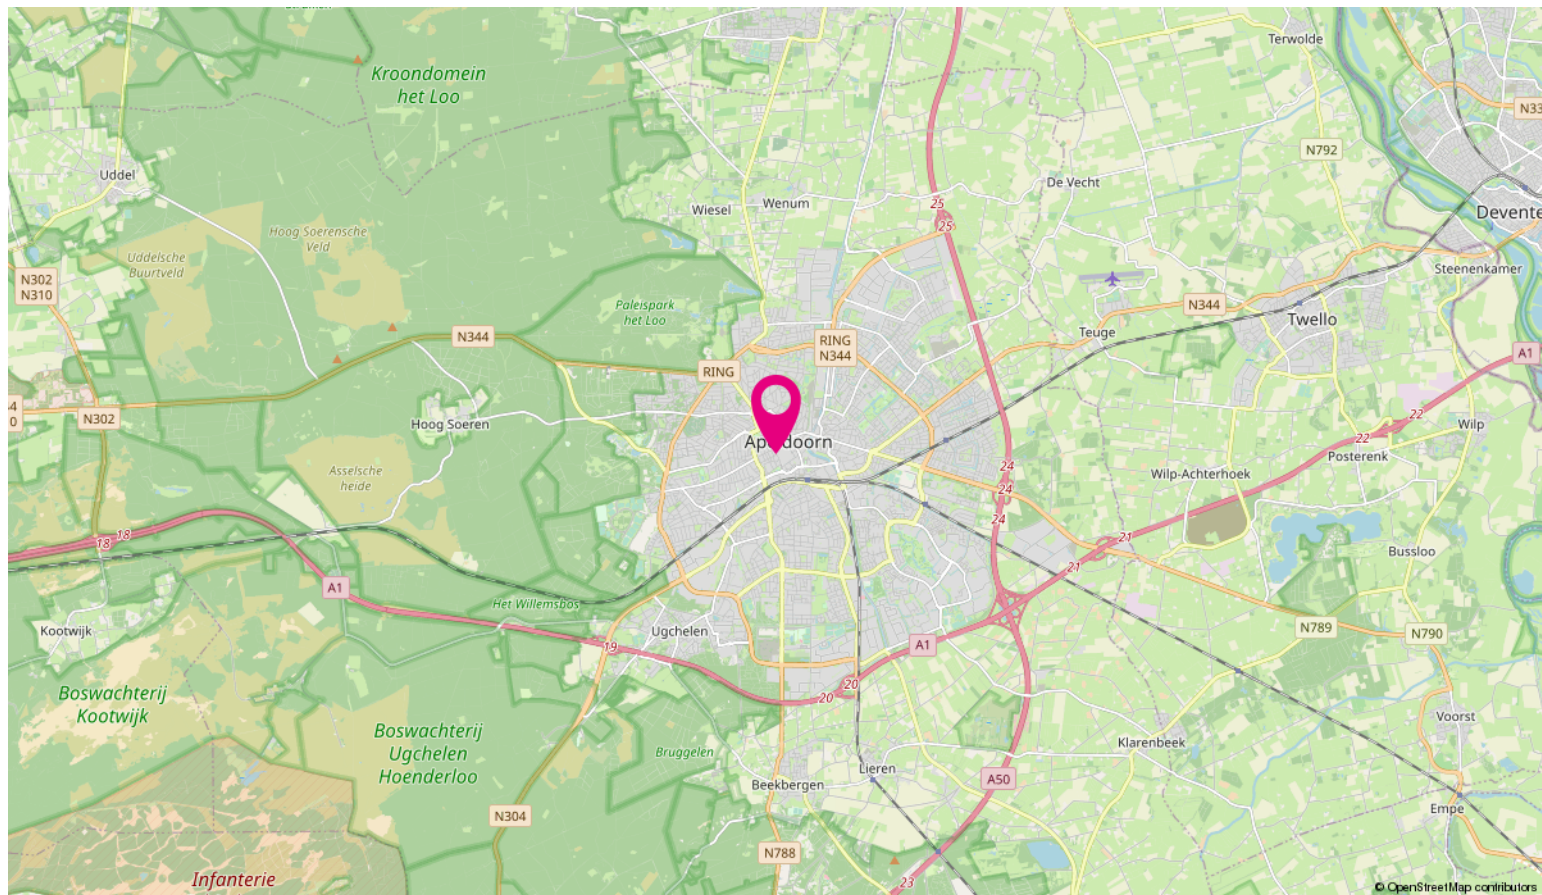 Terwolde
Kroondomein
het Loo
N33
N792
Uddel
De Vecht
Wiesel
Wenum
25
25
Devente
Hoog Soerensche
Veld
Uddelsche
Buurtveld
Steenenkamer
N302
N310
Paleispark
het Loo
N344
Twello
Teuge
N344
RING
N344
A1
RING
N302
0
Hoog Soeren
22
22
Wilp
Apeldoorn
Posterenk
Asselsche
heide
24
24
24
Wilp-Achterhoek
18
18
21
21
Bussloo
A1
Het Willemsbos
Kootwijk
Ugchelen
N789
N790
19
A1
Boswachterij
Kootwijk
20
20
Voorst
Boswachterij
Ugchelen
Hoenderloo
Bruggelen
Klarenbeek
Lieren
A50
Beekbergen
N304
Empe
N788
Infanterie
23
© OpenStreetMap contributors